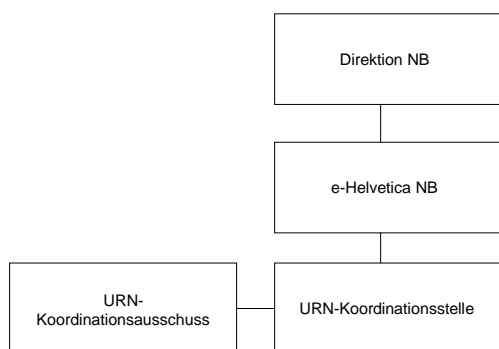 Direktion NB
e-Helvetica NB
URN-
Koordinationsausschuss
URN-Koordinationsstelle